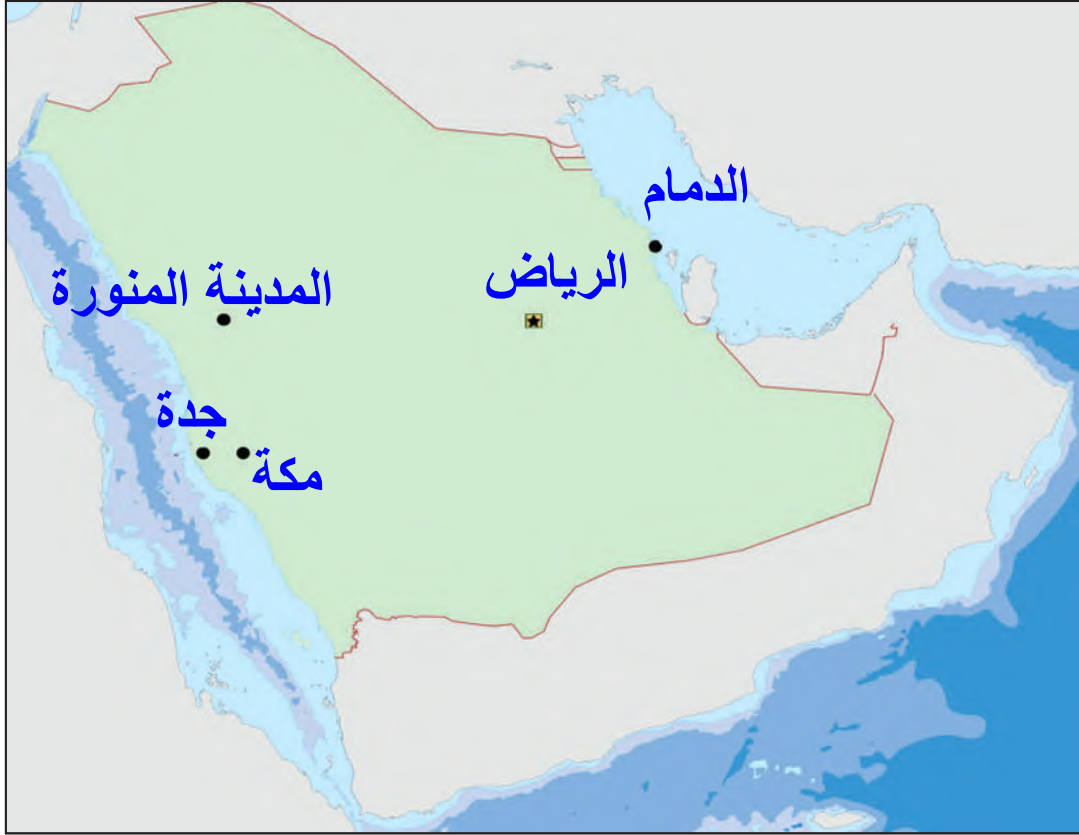 الدمام
الرياض
المدينة المنورة
جدة
مكة